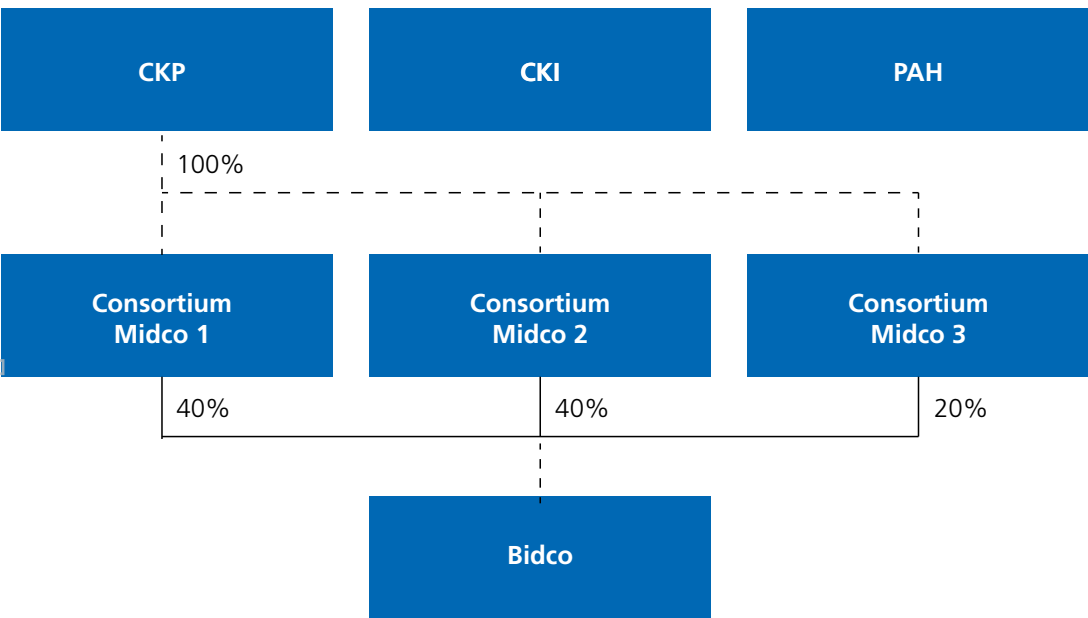 CKP
CKI
PAH
100%
Consortium
Midco 1
Consortium
Midco 2
Consortium
Midco 3
40%
40%
20%
Bidco